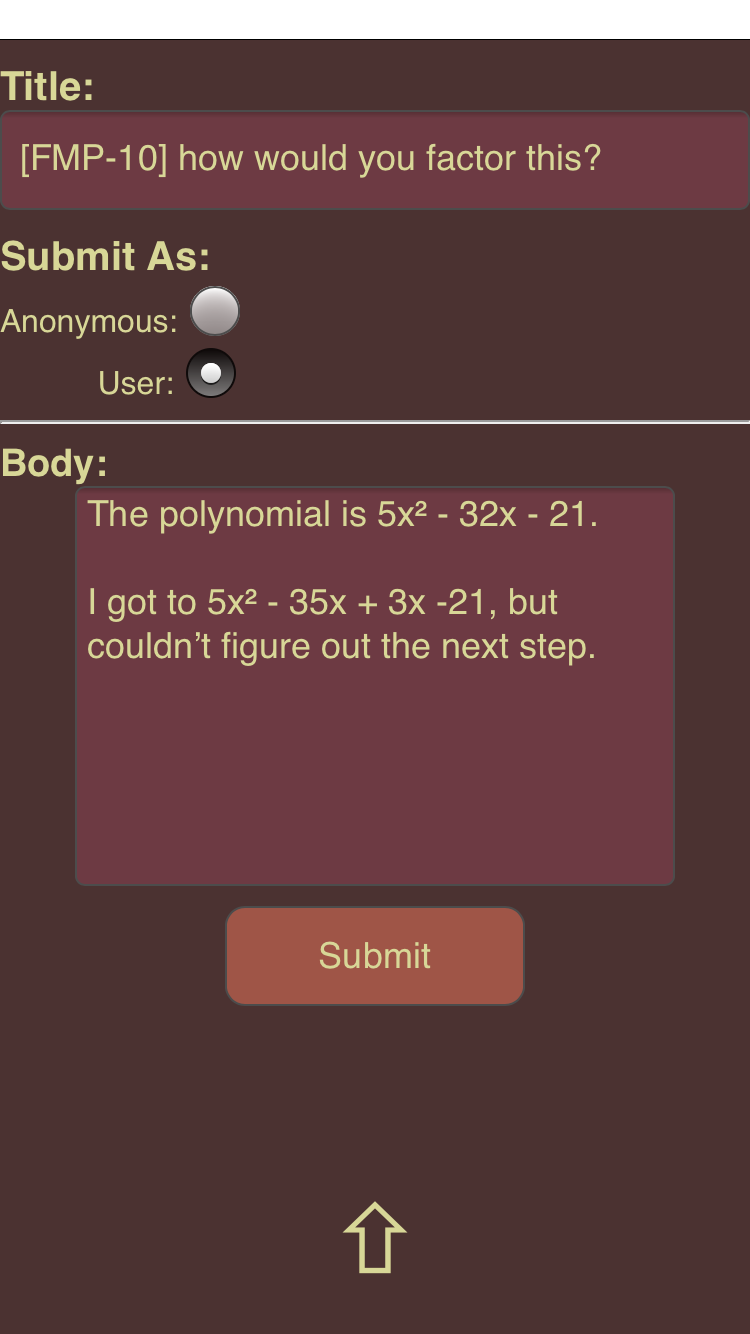 Title:
[FMP-10] how would you factor this?
Submit As:
Anonymous:
User:
Body:
The polynomial is 5x² - 32x - 21.
I got to 5x² - 35x + 3x -21, but
couldn’t figure out the next step.
Submit